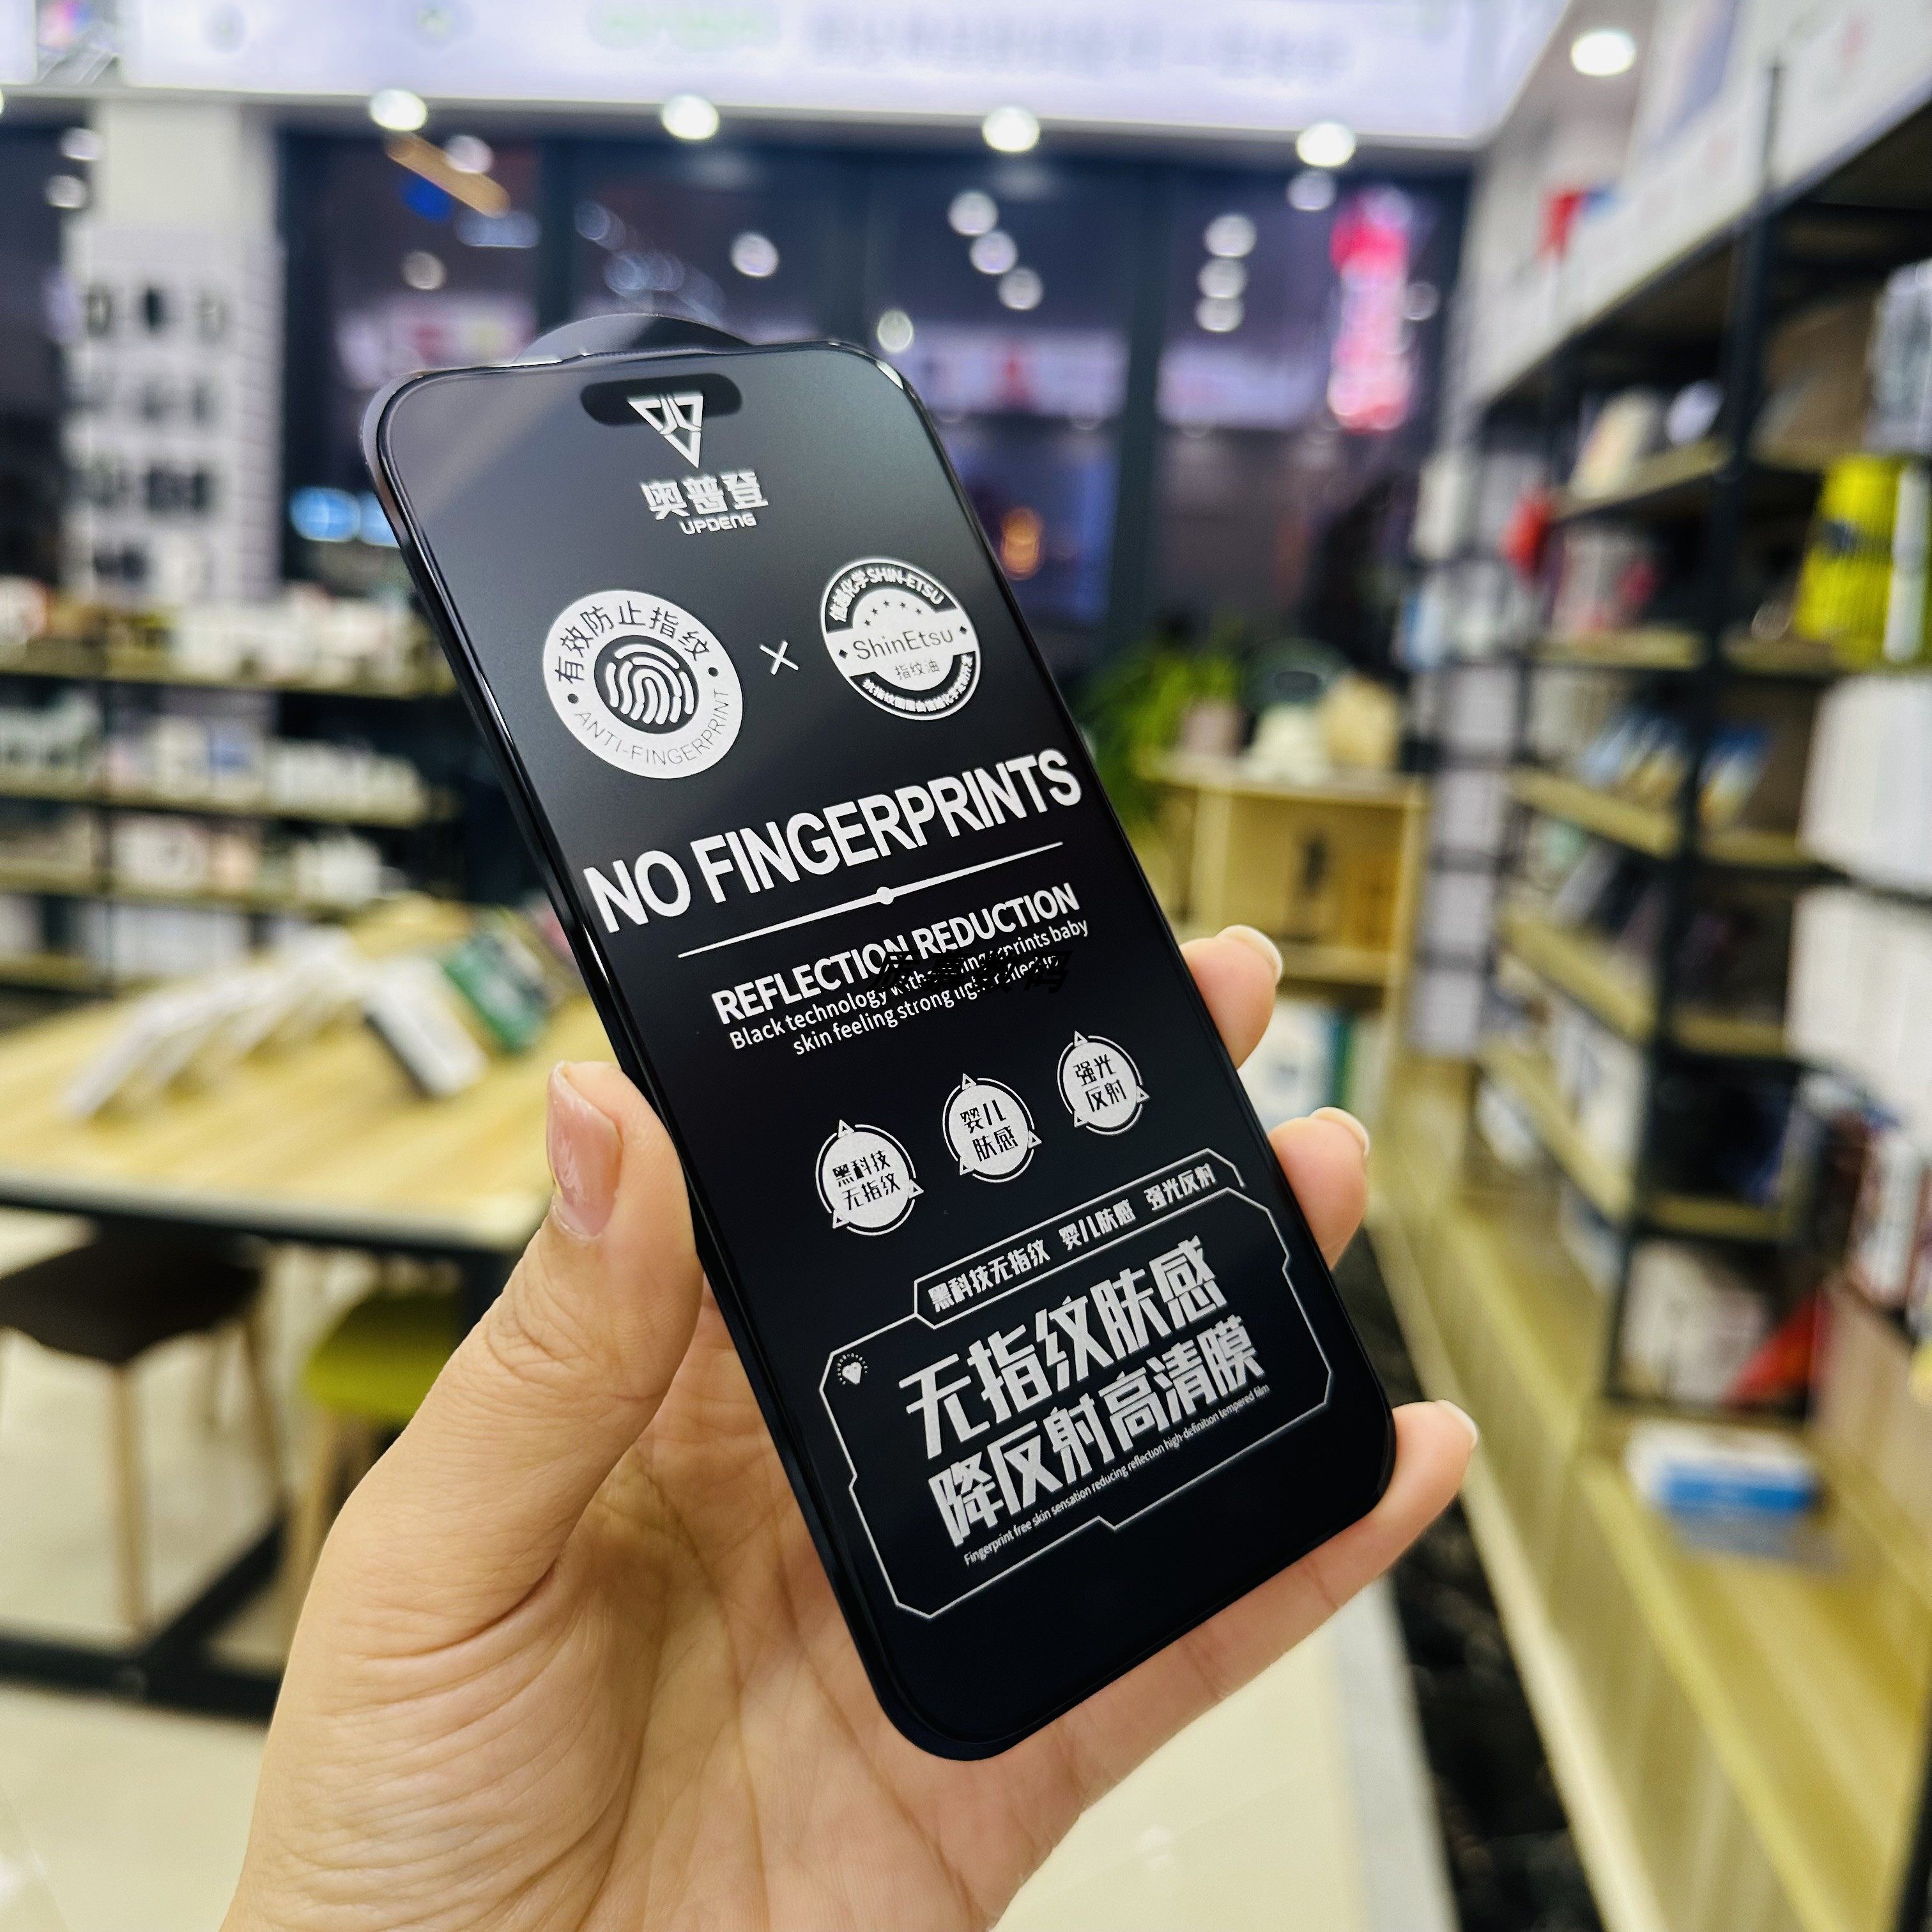 奥普登
UPDENG
有效防止指纹
ANTI-FINGERPRINT
×
信越化学SHIN-ETSU
ShinEtsu
指纹油
NO FINGERPRINTS
REFLECTION REDUCTION
Black technology without fingerprints baby
skin feeling strong light reflection
黑科技
无指纹
婴儿
肤感
强光
反射
黑科技无指纹 婴儿肤感 强光反射
无指纹肤感
降反射高清膜
Fingerprint free skin sensation reducing reflection high-definition tempered film